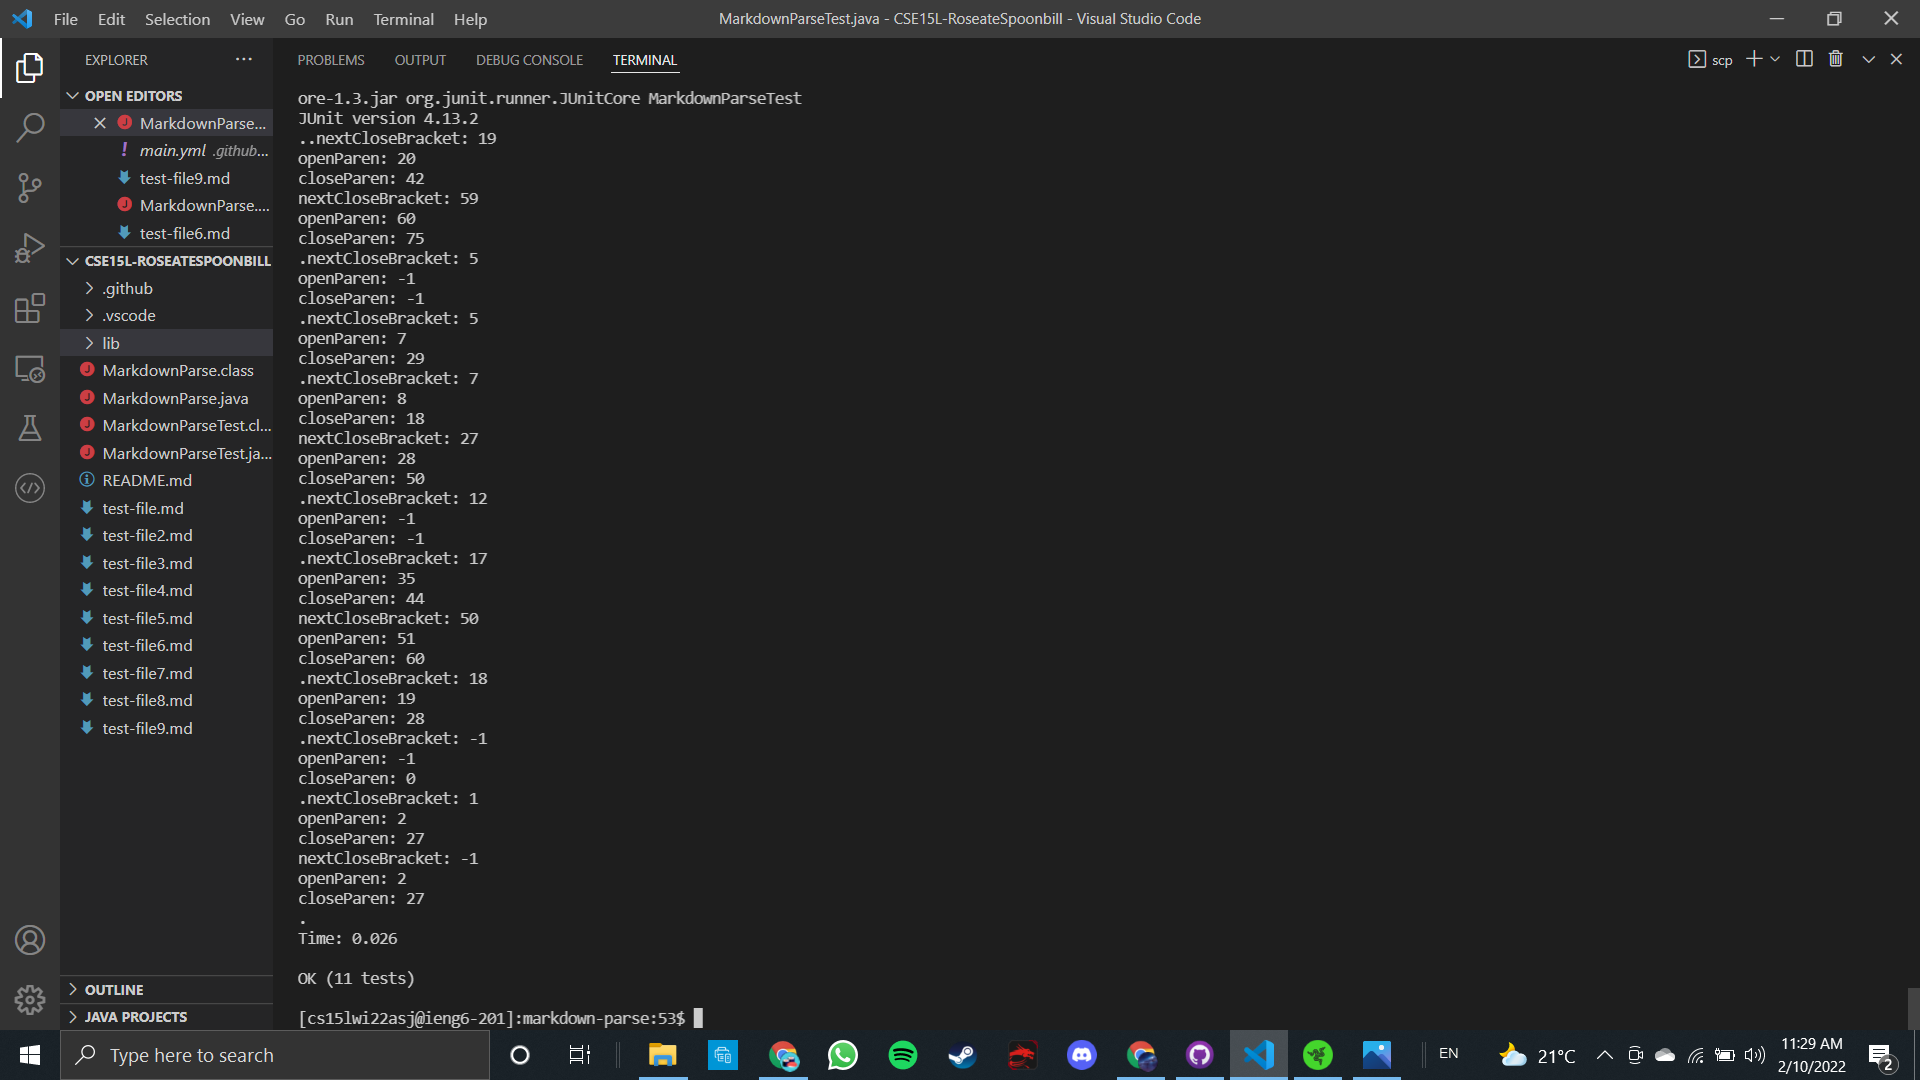 File Edit Selection View Go Run Terminal Help
MarkdownParseTest.java - CSE15L-RoseateSpoonbill - Visual Studio Code
EXPLORER
OPEN EDITORS
MarkdownParse...
main.yml .github...
test-file9.md
MarkdownParse....
test-file6.md
CSE15L-ROSEATESPOONBILL
.github
.vscode
lib
MarkdownParse.class
MarkdownParse.java
MarkdownParseTest.cl...
MarkdownParseTest.ja...
README.md
test-file.md
test-file2.md
test-file3.md
test-file4.md
test-file5.md
test-file6.md
test-file7.md
test-file8.md
test-file9.md
OUTLINE
JAVA PROJECTS
PROBLEMS OUTPUT DEBUG CONSOLE TERMINAL
scp
ore-1.3.jar org.junit.runner.JUnitCore MarkdownParseTest
JUnit version 4.13.2
..nextCloseBracket: 19
openParen: 20
closeParen: 42
nextCloseBracket: 59
openParen: 60
closeParen: 75
.nextCloseBracket: 5
openParen: -1
closeParen: -1
.nextCloseBracket: 5
openParen: 7
closeParen: 29
.nextCloseBracket: 7
openParen: 8
closeParen: 18
nextCloseBracket: 27
openParen: 28
closeParen: 50
.nextCloseBracket: 12
openParen: -1
closeParen: -1
.nextCloseBracket: 17
openParen: 35
closeParen: 44
nextCloseBracket: 50
openParen: 51
closeParen: 60
.nextCloseBracket: 18
openParen: 19
closeParen: 28
.nextCloseBracket: -1
openParen: -1
closeParen: 0
.nextCloseBracket: 1
openParen: 2
closeParen: 27
nextCloseBracket: -1
openParen: 2
closeParen: 27
.
Time: 0.026
OK (11 tests)
[cs15lwi22asj@ieng6-201]:markdown-parse:53$
Type here to search
EN
21°C
11:29 AM
2/10/2022
2